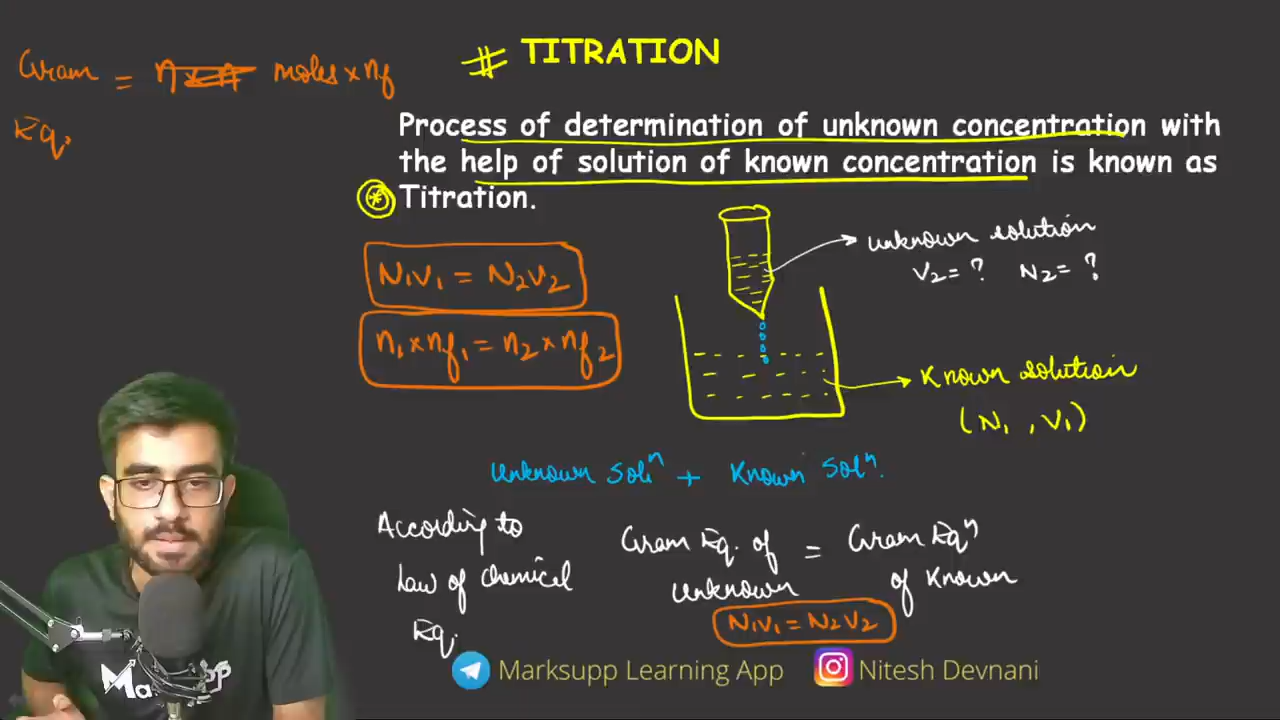 # TITRATION
Gram = moles × nf
Eq.
Process of determination of unknown concentration with
the help of solution of known concentration is known as
Titration.
N1V1 = N2V2
n1 × nf1 = n2 × nf2
unknown solution
V2 = ? N2 = ?
Known solution
(N1, V1)
Unknown Solⁿ + Known Solⁿ.
According to
Law of chemical
Eq.
Gram Eq. of = Gram Eqⁿ
unknown of Known
N1V1 = N2V2
Marksupp Learning App Nitesh Devnani